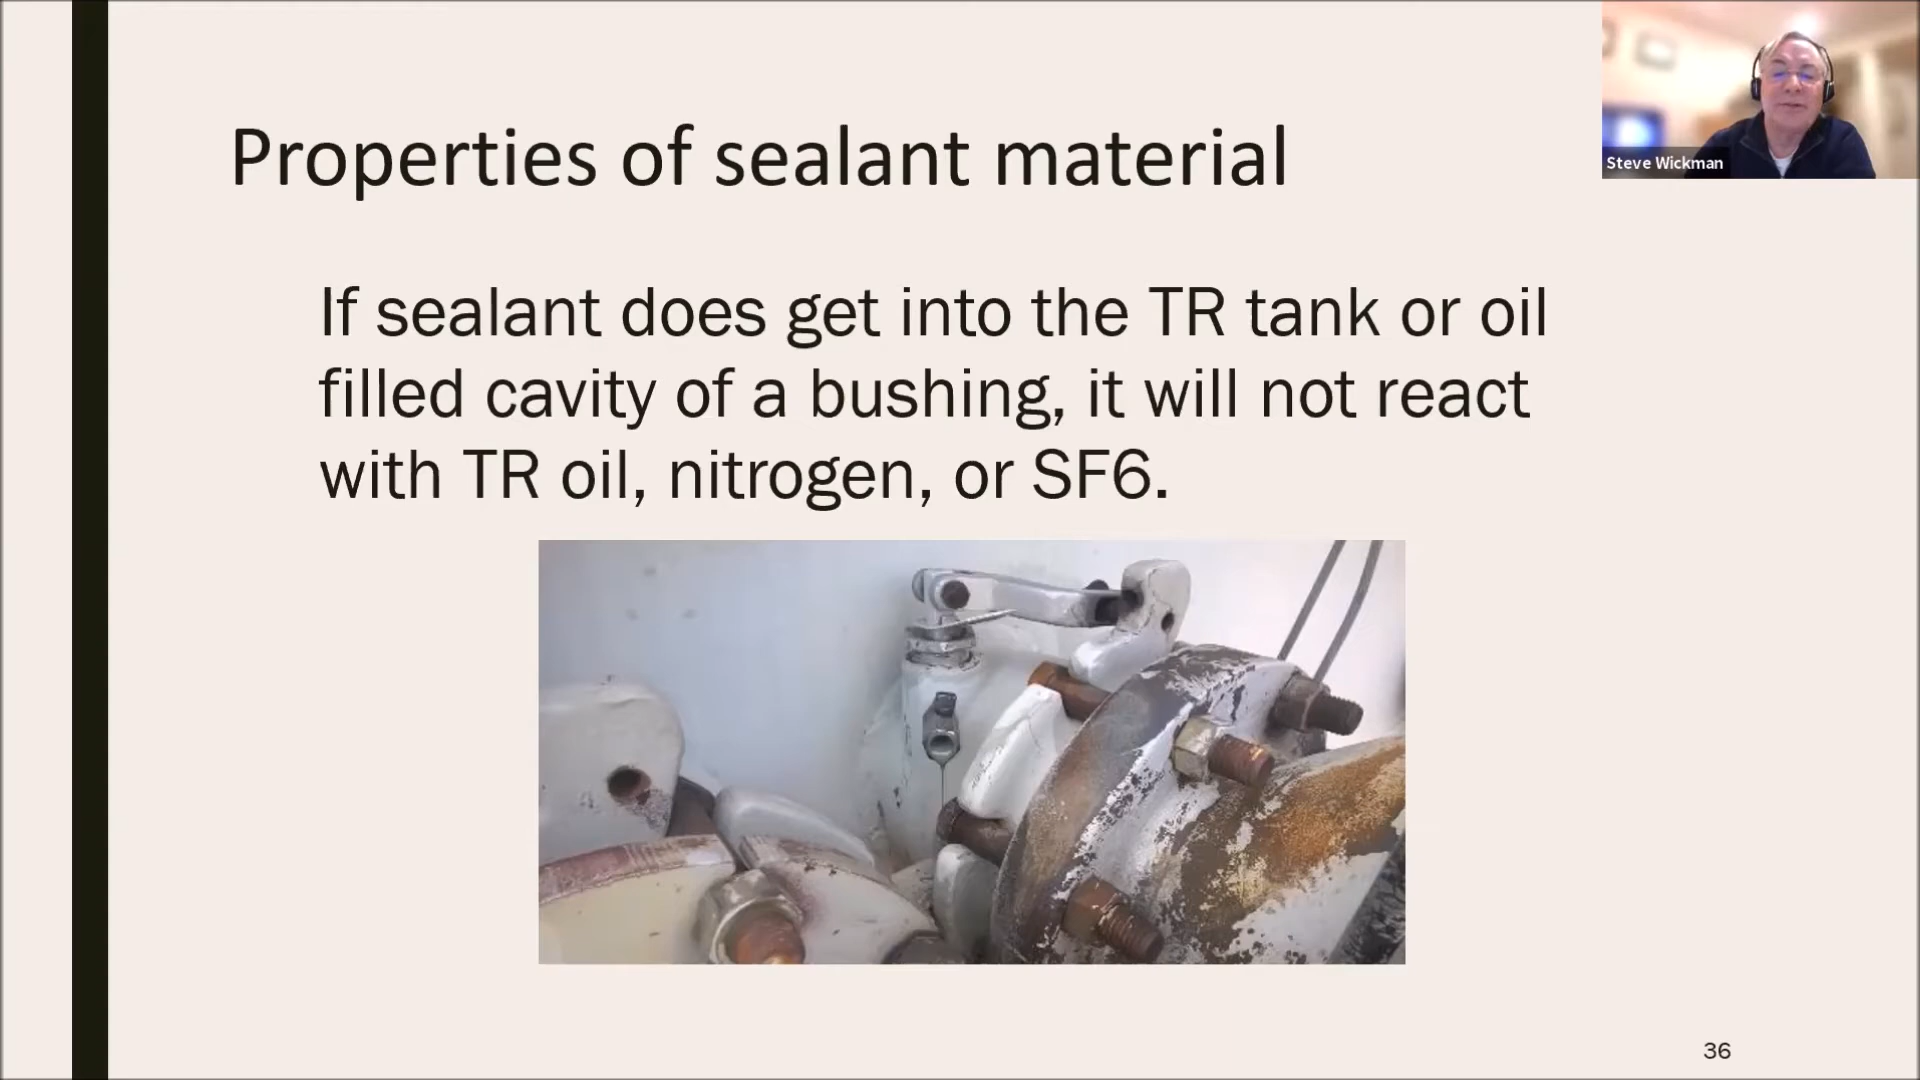 Properties of sealant material
Steve Wickman
If sealant does get into the TR tank or oil
filled cavity of a bushing, it will not react
with TR oil, nitrogen, or SF6.
36